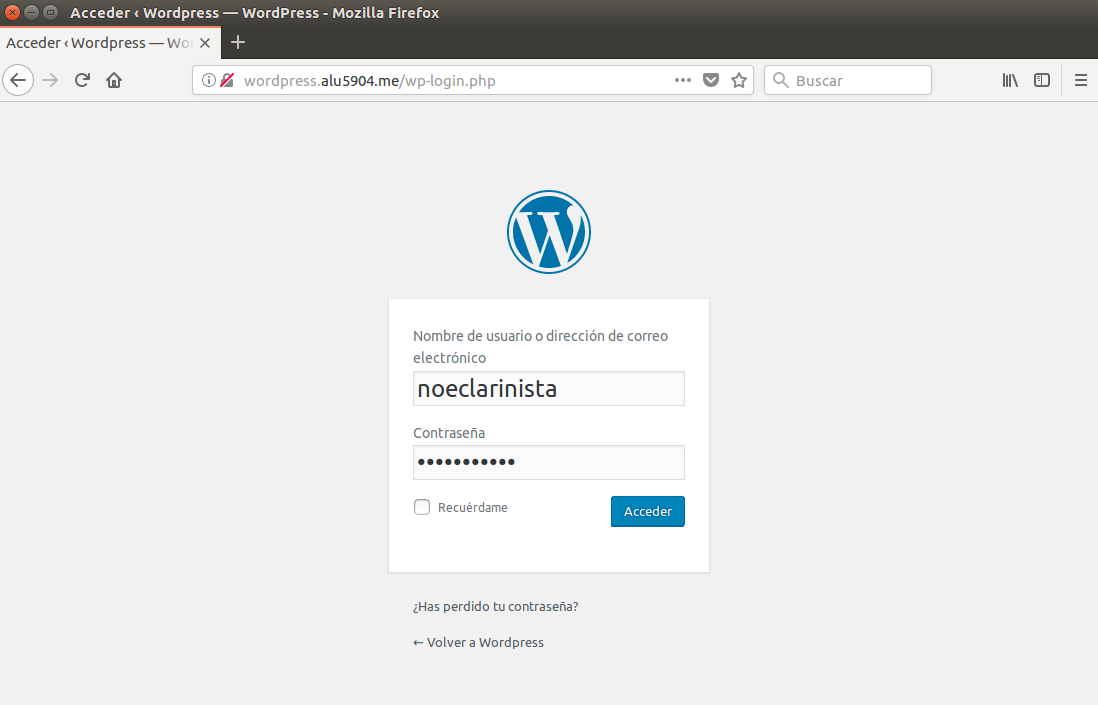 Acceder ‹ Wordpress — WordPress - Mozilla Firefox
Acceder ‹ Wordpress — Wor
wordpress.alu5904.me/wp-login.php
Buscar
Nombre de usuario o dirección de correo
electrónico
noeclarinista
Contraseña
•••••••••••
Recuérdame
Acceder
¿Has perdido tu contraseña?
← Volver a Wordpress